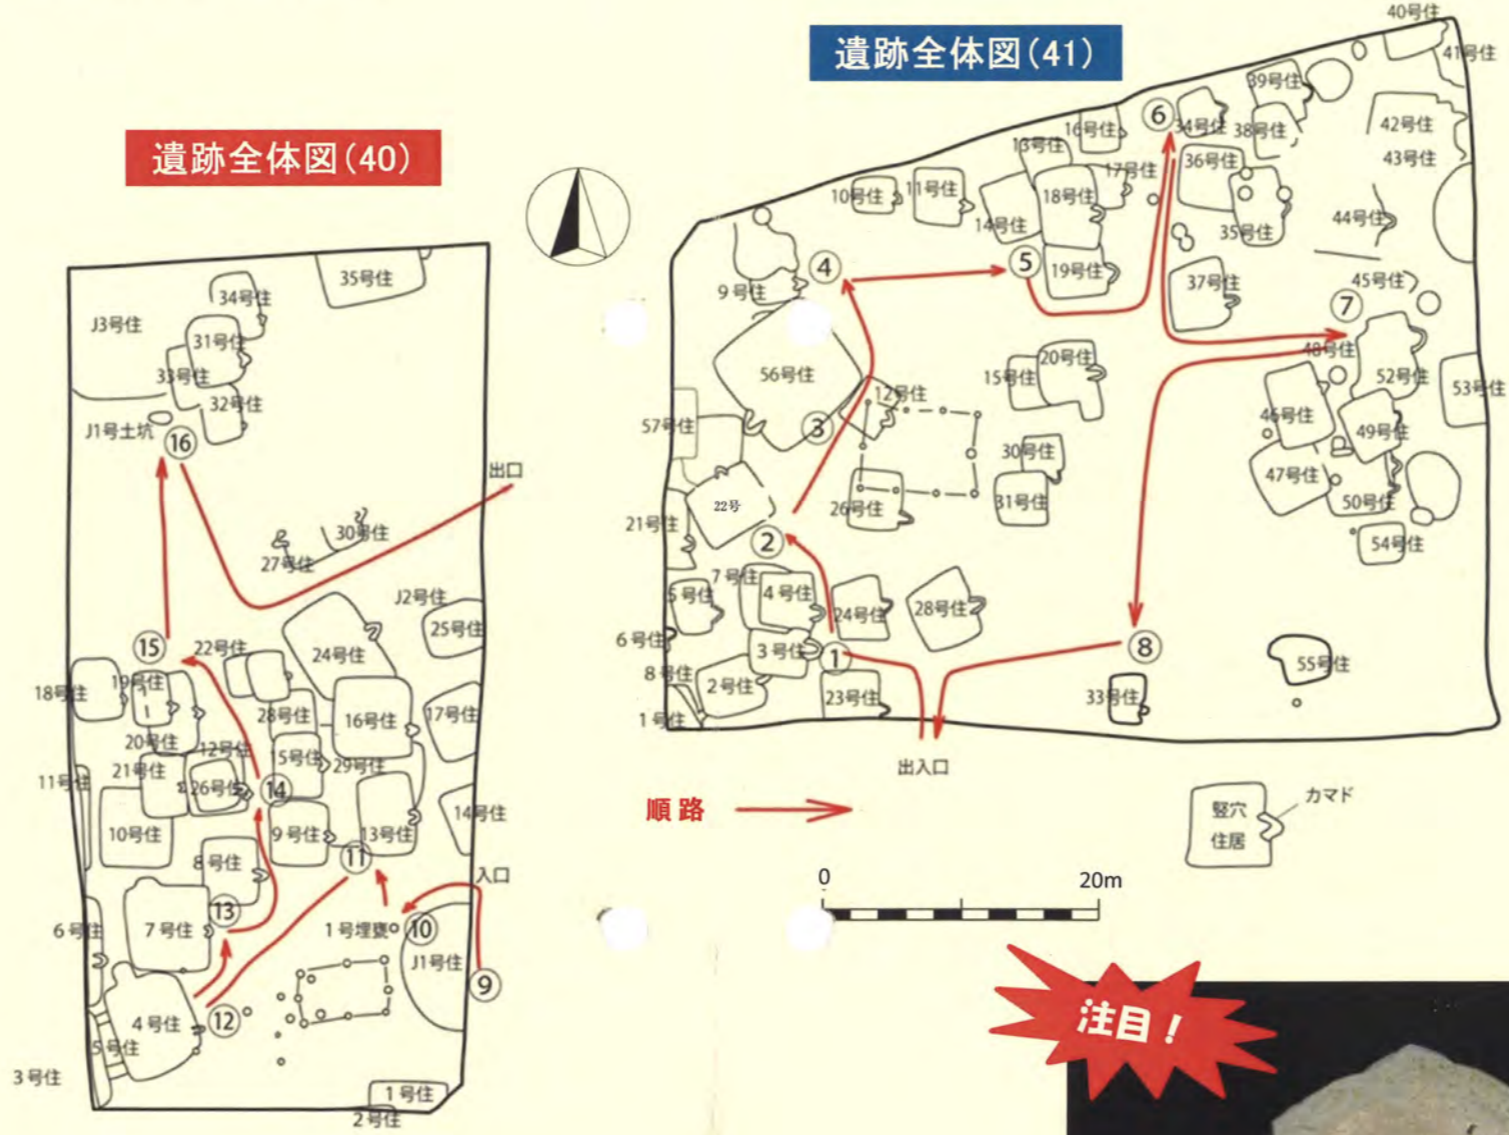 遺跡全体図(40)
35号住
34号住
J3号住
31号住
33号住
32号住
J1号土坑
⑯
出口
30号住
27号住
J2号住
25号住
⑮
22号住
24号住
18号住
19号住
28号住
16号住
17号住
20号住
12号住
15号住
29号住
21号住
11号住
26号住
⑭
14号住
10号住
9号住
13号住
⑪
8号住
入口
⑬
6号住
7号住
1号埋甕
⑩
J1号住
⑨
4号住
⑫
5号住
3号住
1号住
2号住
遺跡全体図(41)
40号住
41号住
39号住
⑥
34号住
38号住
42号住
16号住
13号住
17号住
36号住
43号住
10号住
11号住
18号住
14号住
35号住
44号住
④
⑤
19号住
37号住
45号住
9号住
⑦
48号住
56号住
20号住
15号住
52号住
53号住
12号住
③
57号住
46号住
49号住
30号住
47号住
31号住
50号住
22号
26号住
21号住
②
54号住
7号住
4号住
5号住
24号住
28号住
6号住
3号住
①
⑧
8号住
2号住
23号住
33号住
55号住
1号住
出入口
順路
竪穴
住居
カマド
0
20m
注目!